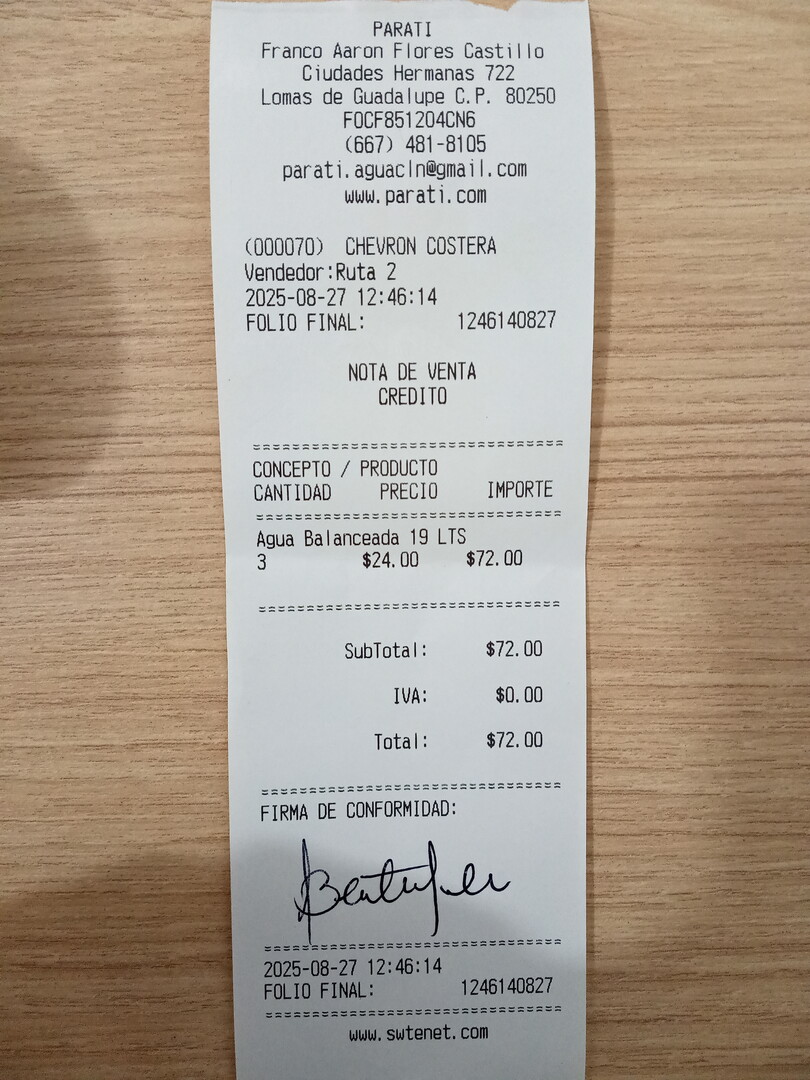 PARATI
Franco Aaron Flores Castillo
Ciudades Hermanas 722
Lomas de Guadalupe C.P. 80250
FOCF851204CN6
(667) 481-8105
parati.aguacln@gmail.com
www.parati.com
(000070) CHEVRON COSTERA
Vendedor:Ruta 2
2025-08-27 12:46:14
FOLIO FINAL: 1246140827
NOTA DE VENTA
CREDITO
================================
CONCEPTO / PRODUCTO
CANTIDAD PRECIO IMPORTE
================================
Agua Balanceada 19 LTS
3 $24.00 $72.00
================================
SubTotal: $72.00
IVA: $0.00
Total: $72.00
================================
FIRMA DE CONFORMIDAD:
================================
2025-08-27 12:46:14
FOLIO FINAL: 1246140827
================================
www.swtenet.com